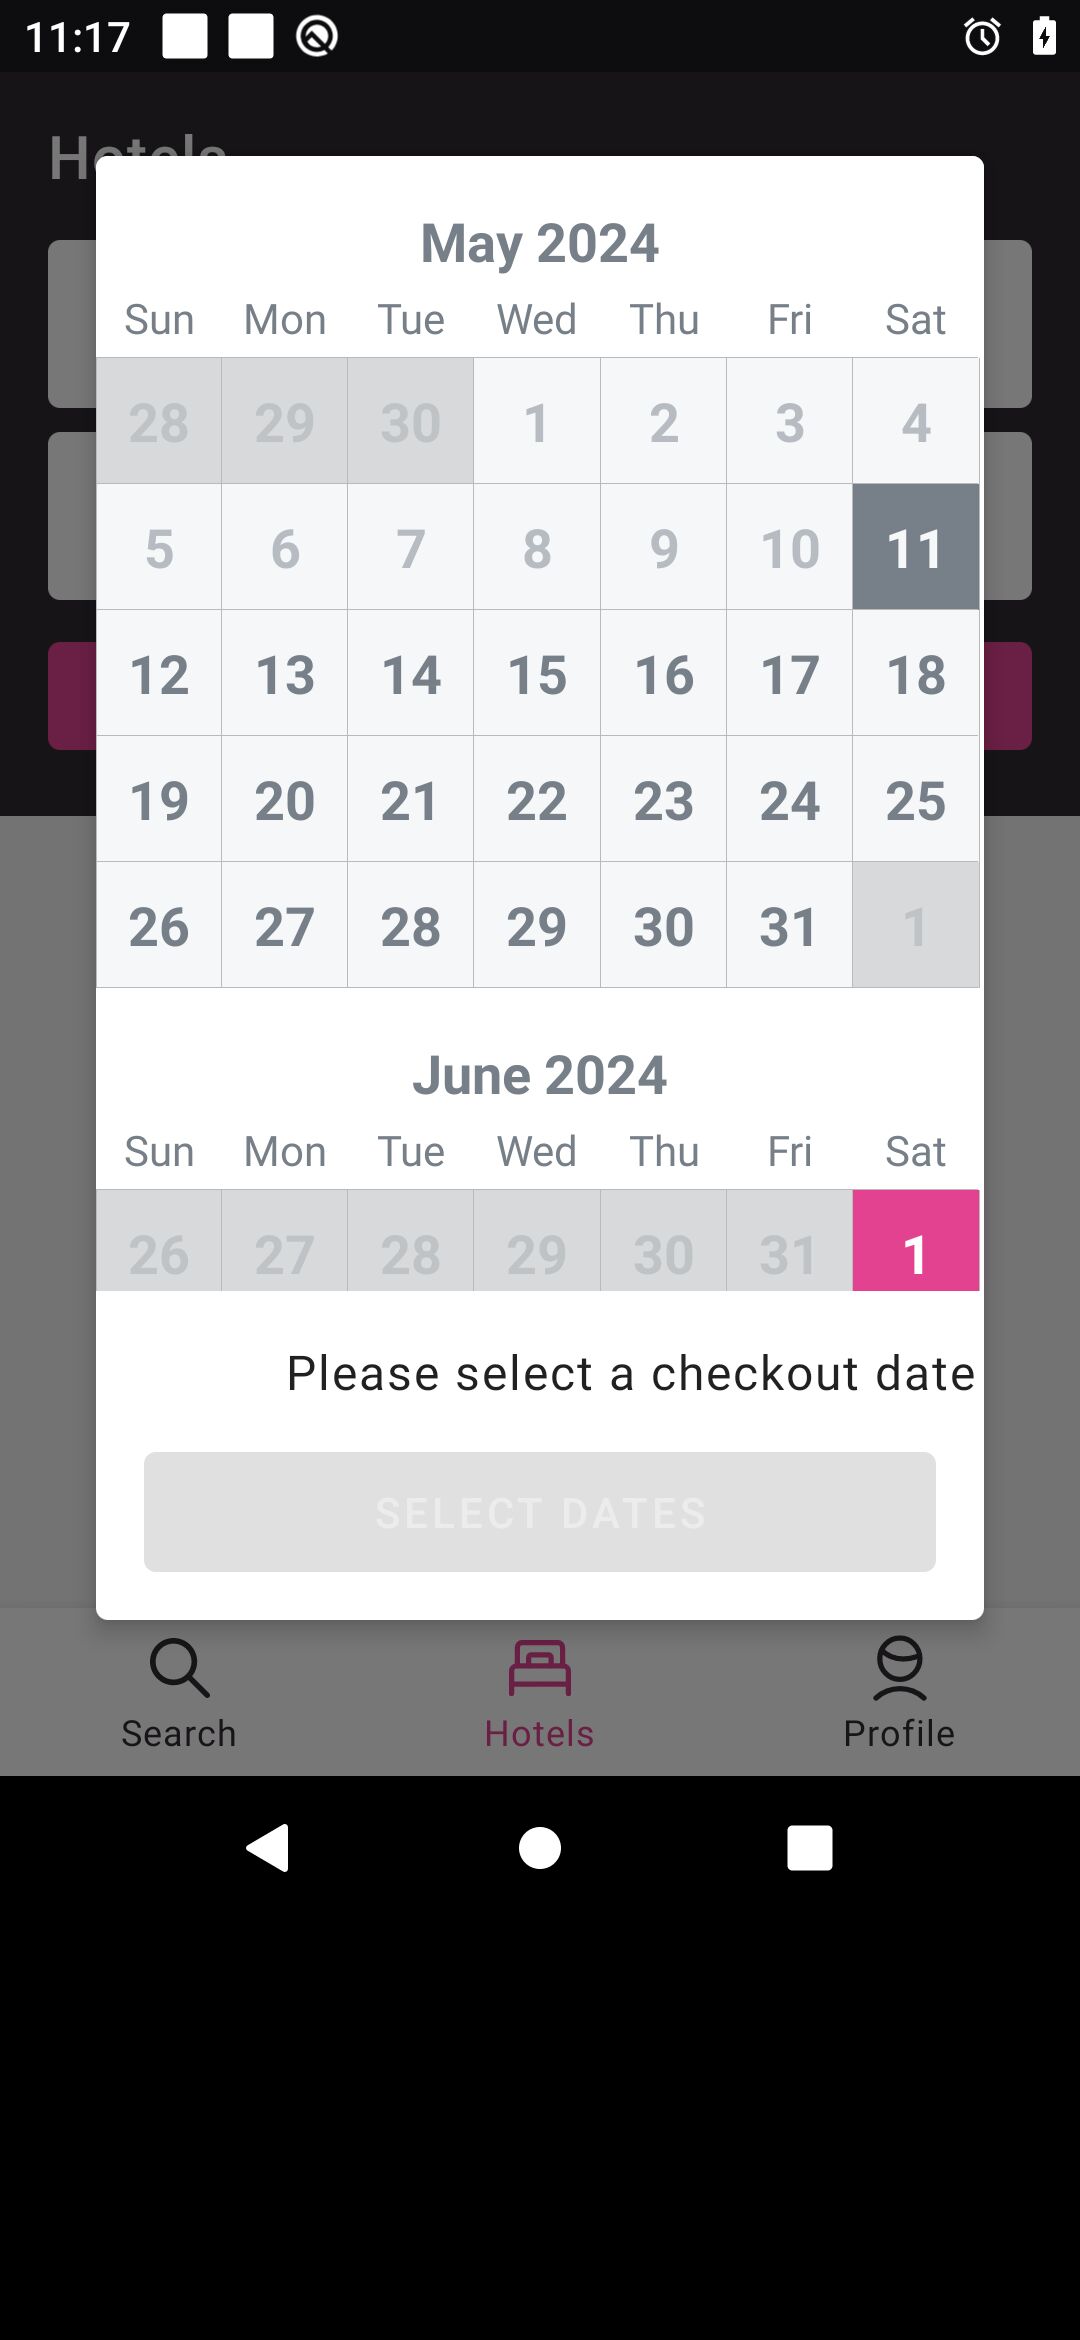 11:17
Hotels
May 2024
Sun Mon Tue Wed Thu Fri Sat
28 29 30 1 2 3 4
5 6 7 8 9 10 11
12 13 14 15 16 17 18
19 20 21 22 23 24 25
26 27 28 29 30 31 1
June 2024
Sun Mon Tue Wed Thu Fri Sat
26 27 28 29 30 31 1
Please select a checkout date
SELECT DATES
Search Hotels Profile